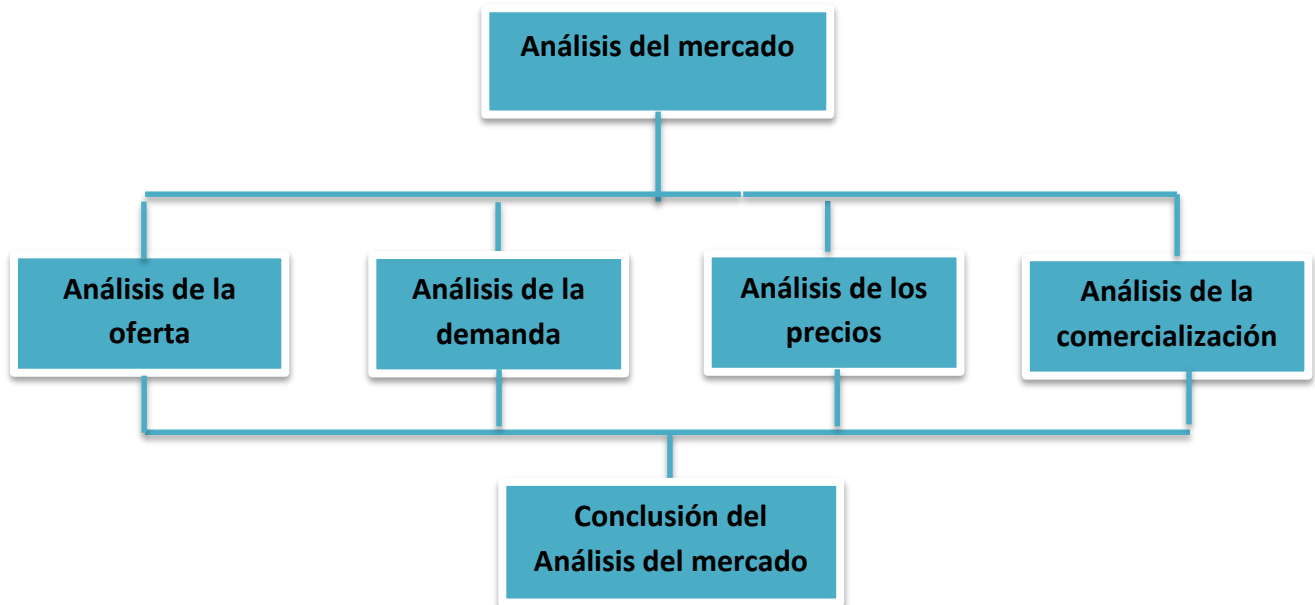 Análisis del mercado
Análisis de la
oferta
Análisis de la
demanda
Análisis de los
precios
Análisis de la
comercialización
Conclusión del
Análisis del mercado